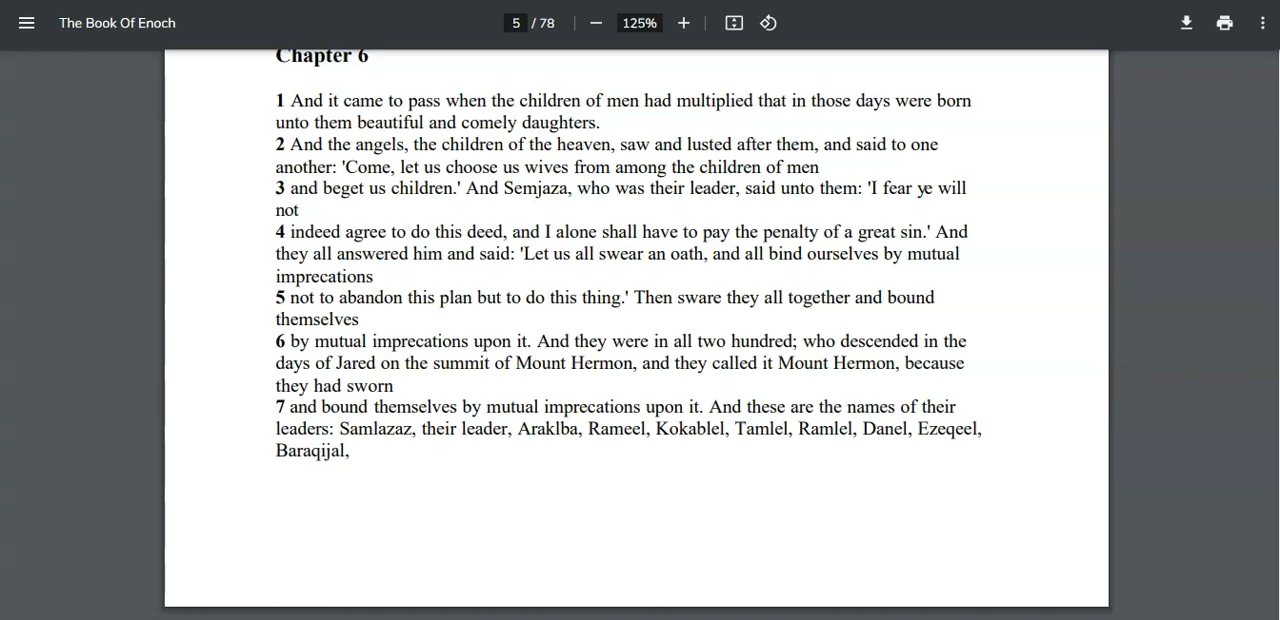 The Book Of Enoch
5 / 78
125%
Chapter 6
1 And it came to pass when the children of men had multiplied that in those days were born
unto them beautiful and comely daughters.
2 And the angels, the children of the heaven, saw and lusted after them, and said to one
another: 'Come, let us choose us wives from among the children of men
3 and beget us children.' And Semjaza, who was their leader, said unto them: 'I fear ye will
not
4 indeed agree to do this deed, and I alone shall have to pay the penalty of a great sin.' And
they all answered him and said: 'Let us all swear an oath, and all bind ourselves by mutual
imprecations
5 not to abandon this plan but to do this thing.' Then sware they all together and bound
themselves
6 by mutual imprecations upon it. And they were in all two hundred; who descended in the
days of Jared on the summit of Mount Hermon, and they called it Mount Hermon, because
they had sworn
7 and bound themselves by mutual imprecations upon it. And these are the names of their
leaders: Samlazaz, their leader, Araklba, Rameel, Kokablel, Tamlel, Ramlel, Danel, Ezeqeel,
Baraqijal,